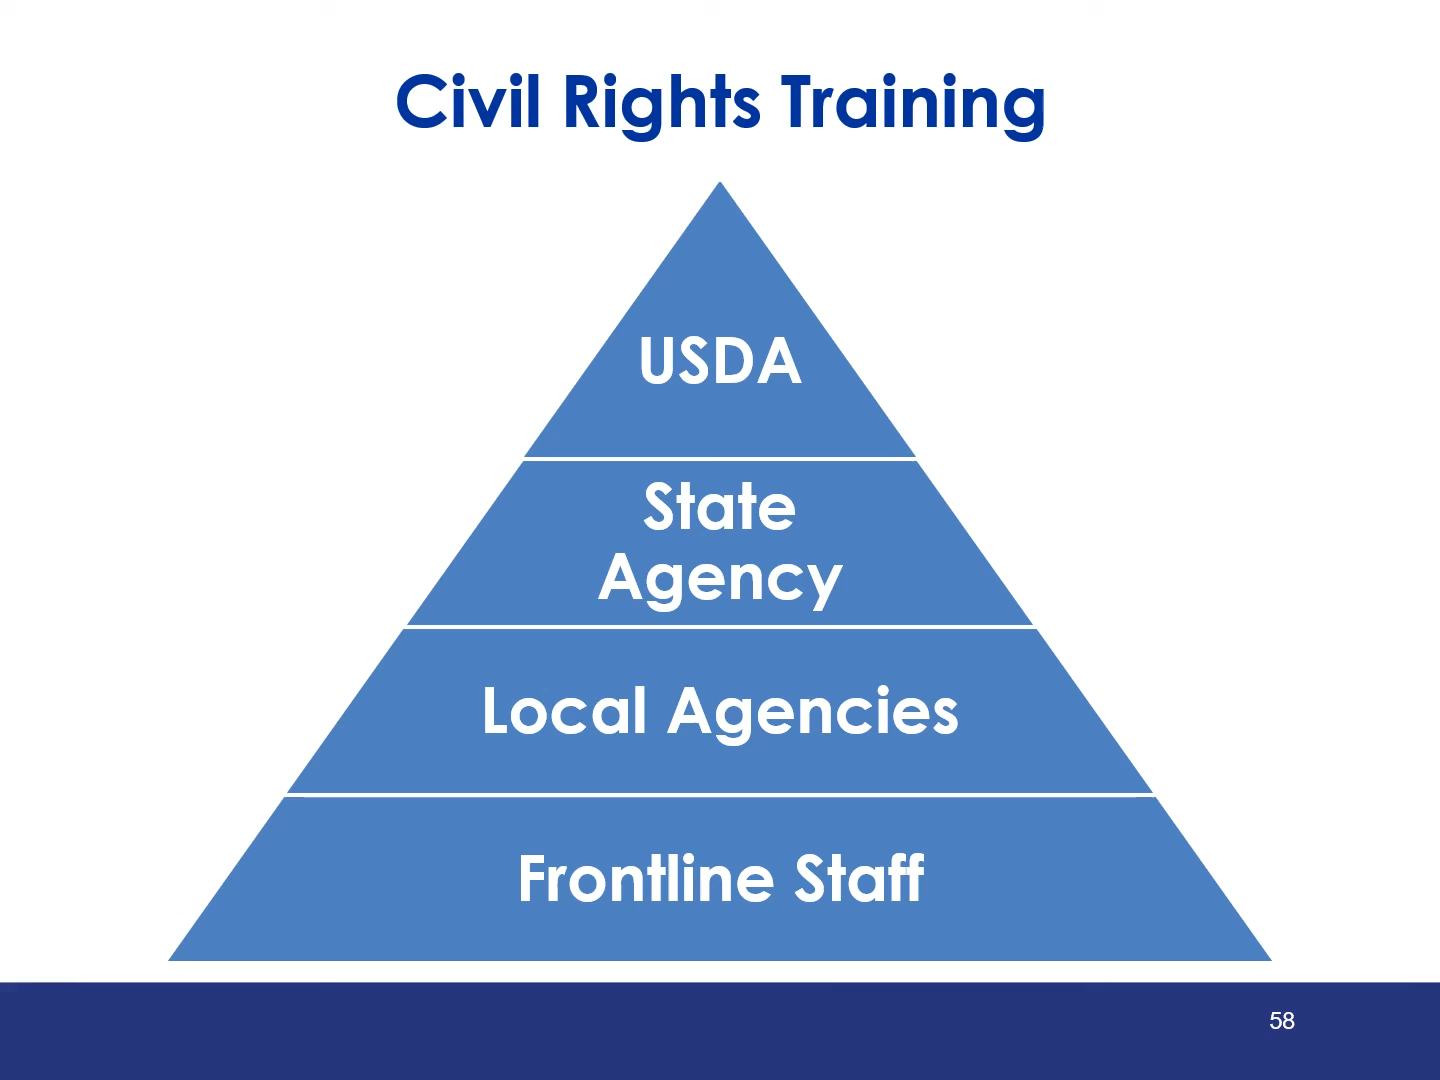 Civil Rights Training
USDA
State
Agency
Local Agencies
Frontline Staff
58